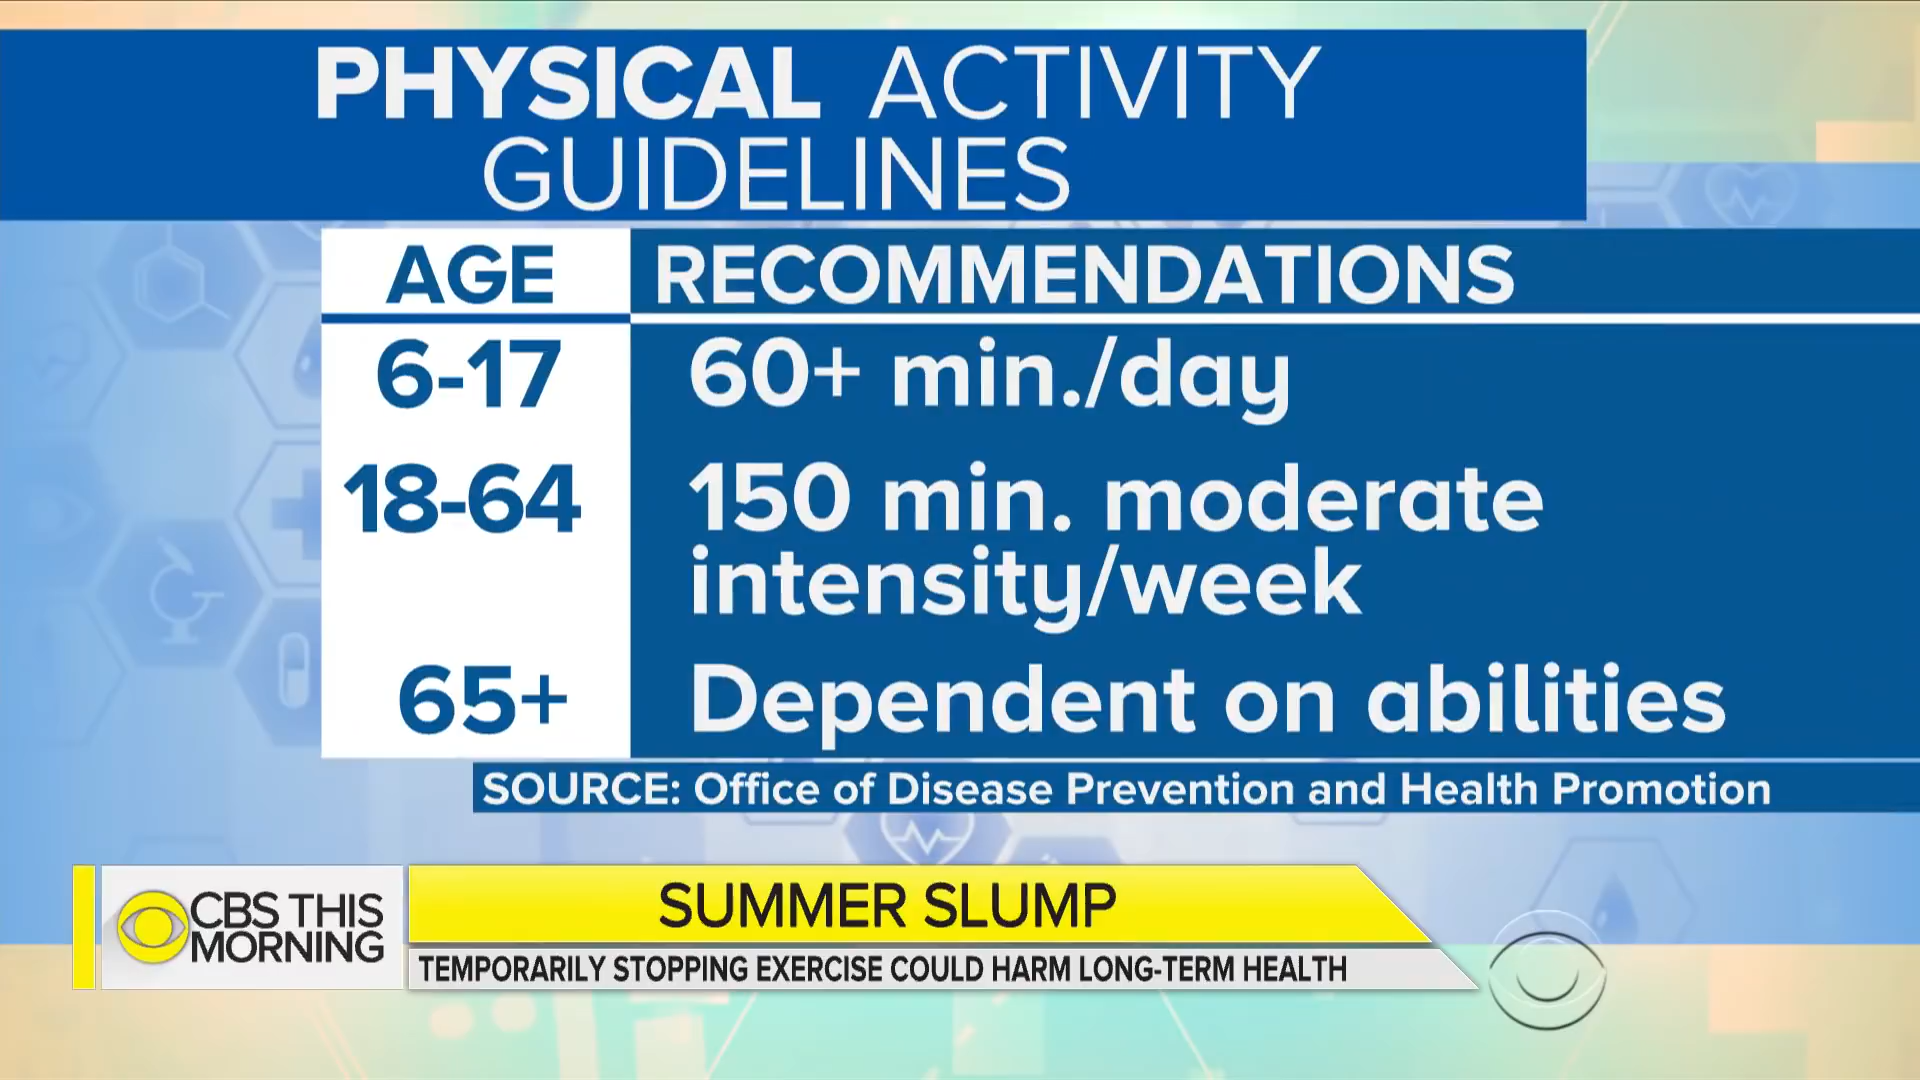 PHYSICAL ACTIVITY
GUIDELINES
AGE RECOMMENDATIONS
6-17 60+ min./day
18-64 150 min. moderate
intensity/week
65+ Dependent on abilities
SOURCE: Office of Disease Prevention and Health Promotion
CBS THIS
MORNING
SUMMER SLUMP
TEMPORARILY STOPPING EXERCISE COULD HARM LONG-TERM HEALTH